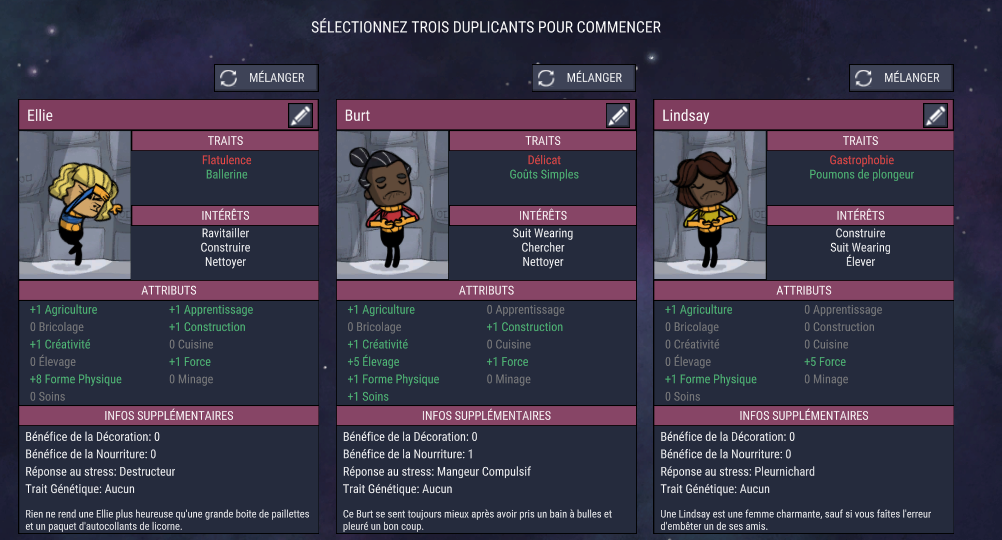 SÉLECTIONNEZ TROIS DUPLICANTS POUR COMMENCER
MÉLANGER
MÉLANGER
MÉLANGER
Ellie
TRAITS
Flatulence
Ballerine
INTÉRÊTS
Ravitailler
Construire
Nettoyer
ATTRIBUTS
+1 Agriculture
+1 Apprentissage
0 Bricolage
+1 Construction
+1 Créativité
0 Cuisine
0 Élevage
+1 Force
+8 Forme Physique
0 Minage
0 Soins
INFOS SUPPLÉMENTAIRES
Bénéfice de la Décoration: 0
Bénéfice de la Nourriture: 0
Réponse au stress: Destructeur
Trait Génétique: Aucun
Rien ne rend une Ellie plus heureuse qu'une grande boite de paillettes
et un paquet d'autocollants de licorne.
Burt
TRAITS
Délicat
Goûts Simples
INTÉRÊTS
Suit Wearing
Chercher
Nettoyer
ATTRIBUTS
+1 Agriculture
0 Apprentissage
0 Bricolage
+1 Construction
+1 Créativité
0 Cuisine
+5 Élevage
+1 Force
+1 Forme Physique
0 Minage
+1 Soins
INFOS SUPPLÉMENTAIRES
Bénéfice de la Décoration: 0
Bénéfice de la Nourriture: 1
Réponse au stress: Mangeur Compulsif
Trait Génétique: Aucun
Ce Burt se sent toujours mieux après avoir pris un bain à bulles et
pleuré un bon coup.
Lindsay
TRAITS
Gastrophobie
Poumons de plongeur
INTÉRÊTS
Construire
Suit Wearing
Élever
ATTRIBUTS
+1 Agriculture
0 Apprentissage
0 Bricolage
0 Construction
0 Créativité
0 Cuisine
0 Élevage
+5 Force
+1 Forme Physique
0 Minage
0 Soins
INFOS SUPPLÉMENTAIRES
Bénéfice de la Décoration: 0
Bénéfice de la Nourriture: 0
Réponse au stress: Pleurnichard
Trait Génétique: Aucun
Une Lindsay est une femme charmante, sauf si vous faîtes l'erreur
d'embêter un de ses amis.